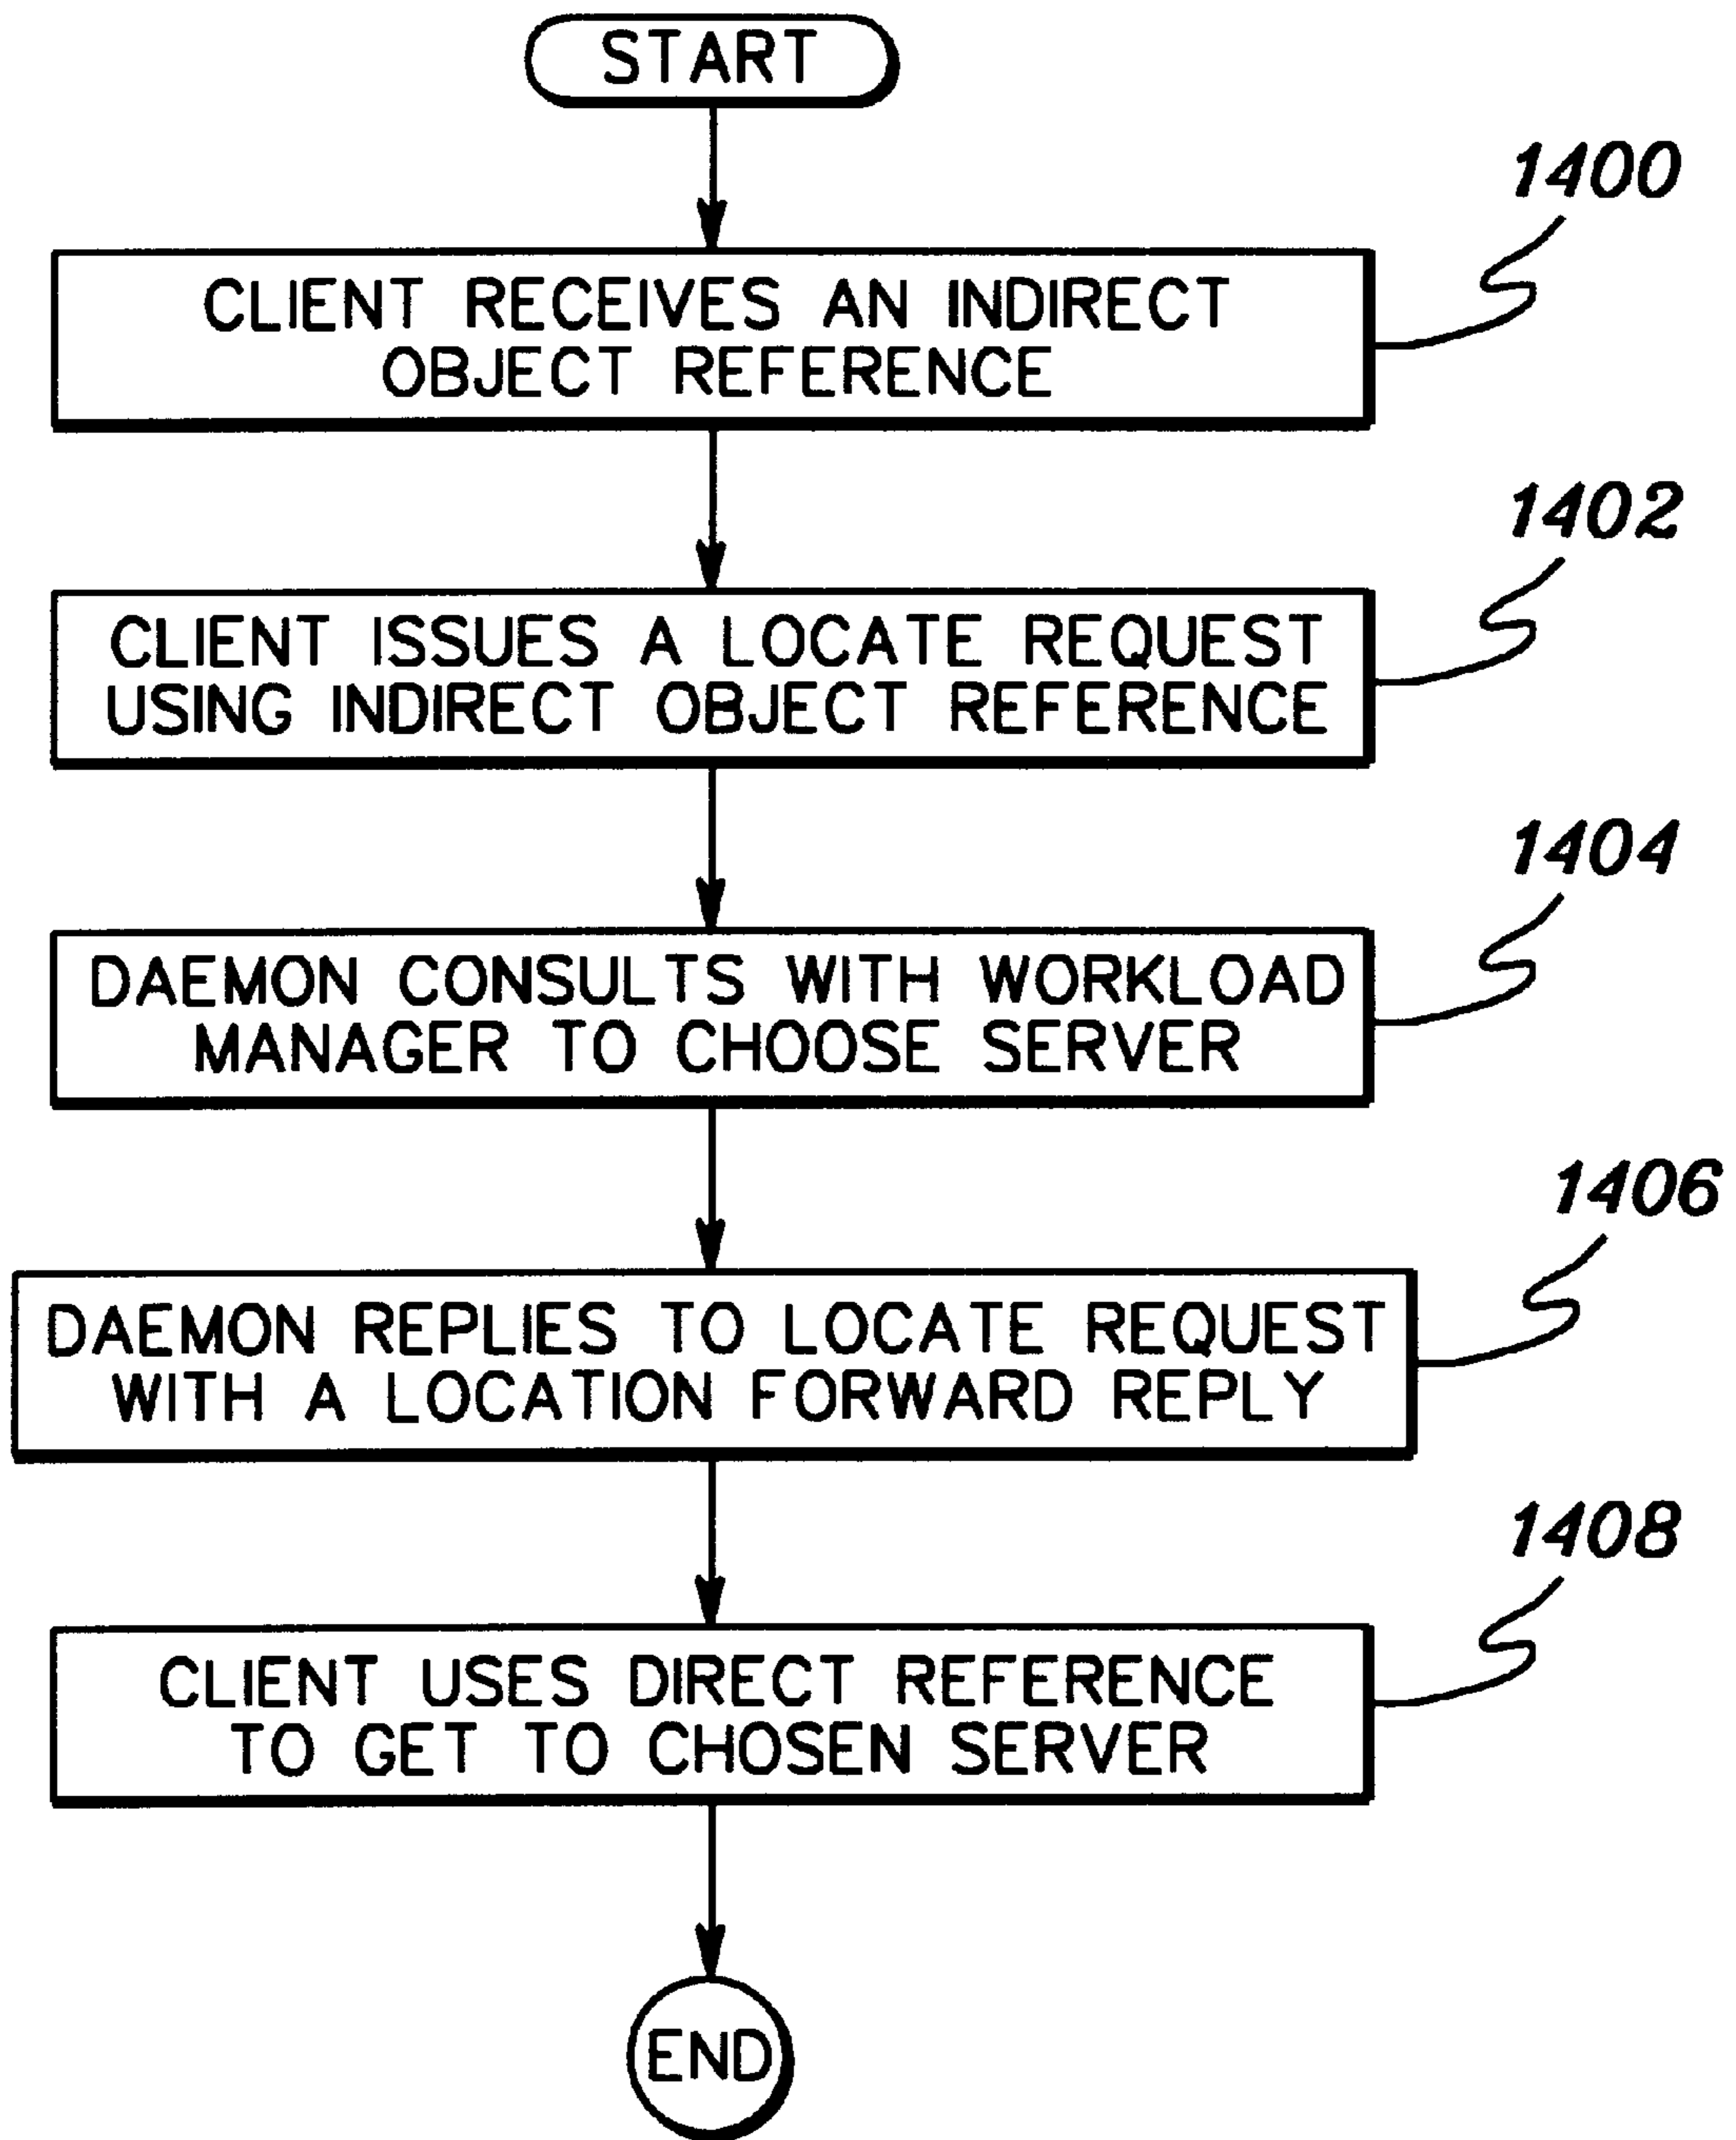 START
1400
CLIENT RECEIVES AN INDIRECT
OBJECT REFERENCE
1402
CLIENT ISSUES A LOCATE REQUEST
USING INDIRECT OBJECT REFERENCE
1404
DAEMON CONSULTS WITH WORKLOAD
MANAGER TO CHOOSE SERVER
1406
DAEMON REPLIES TO LOCATE REQUEST
WITH A LOCATION FORWARD REPLY
1408
CLIENT USES DIRECT REFERENCE
TO GET TO CHOSEN SERVER
END